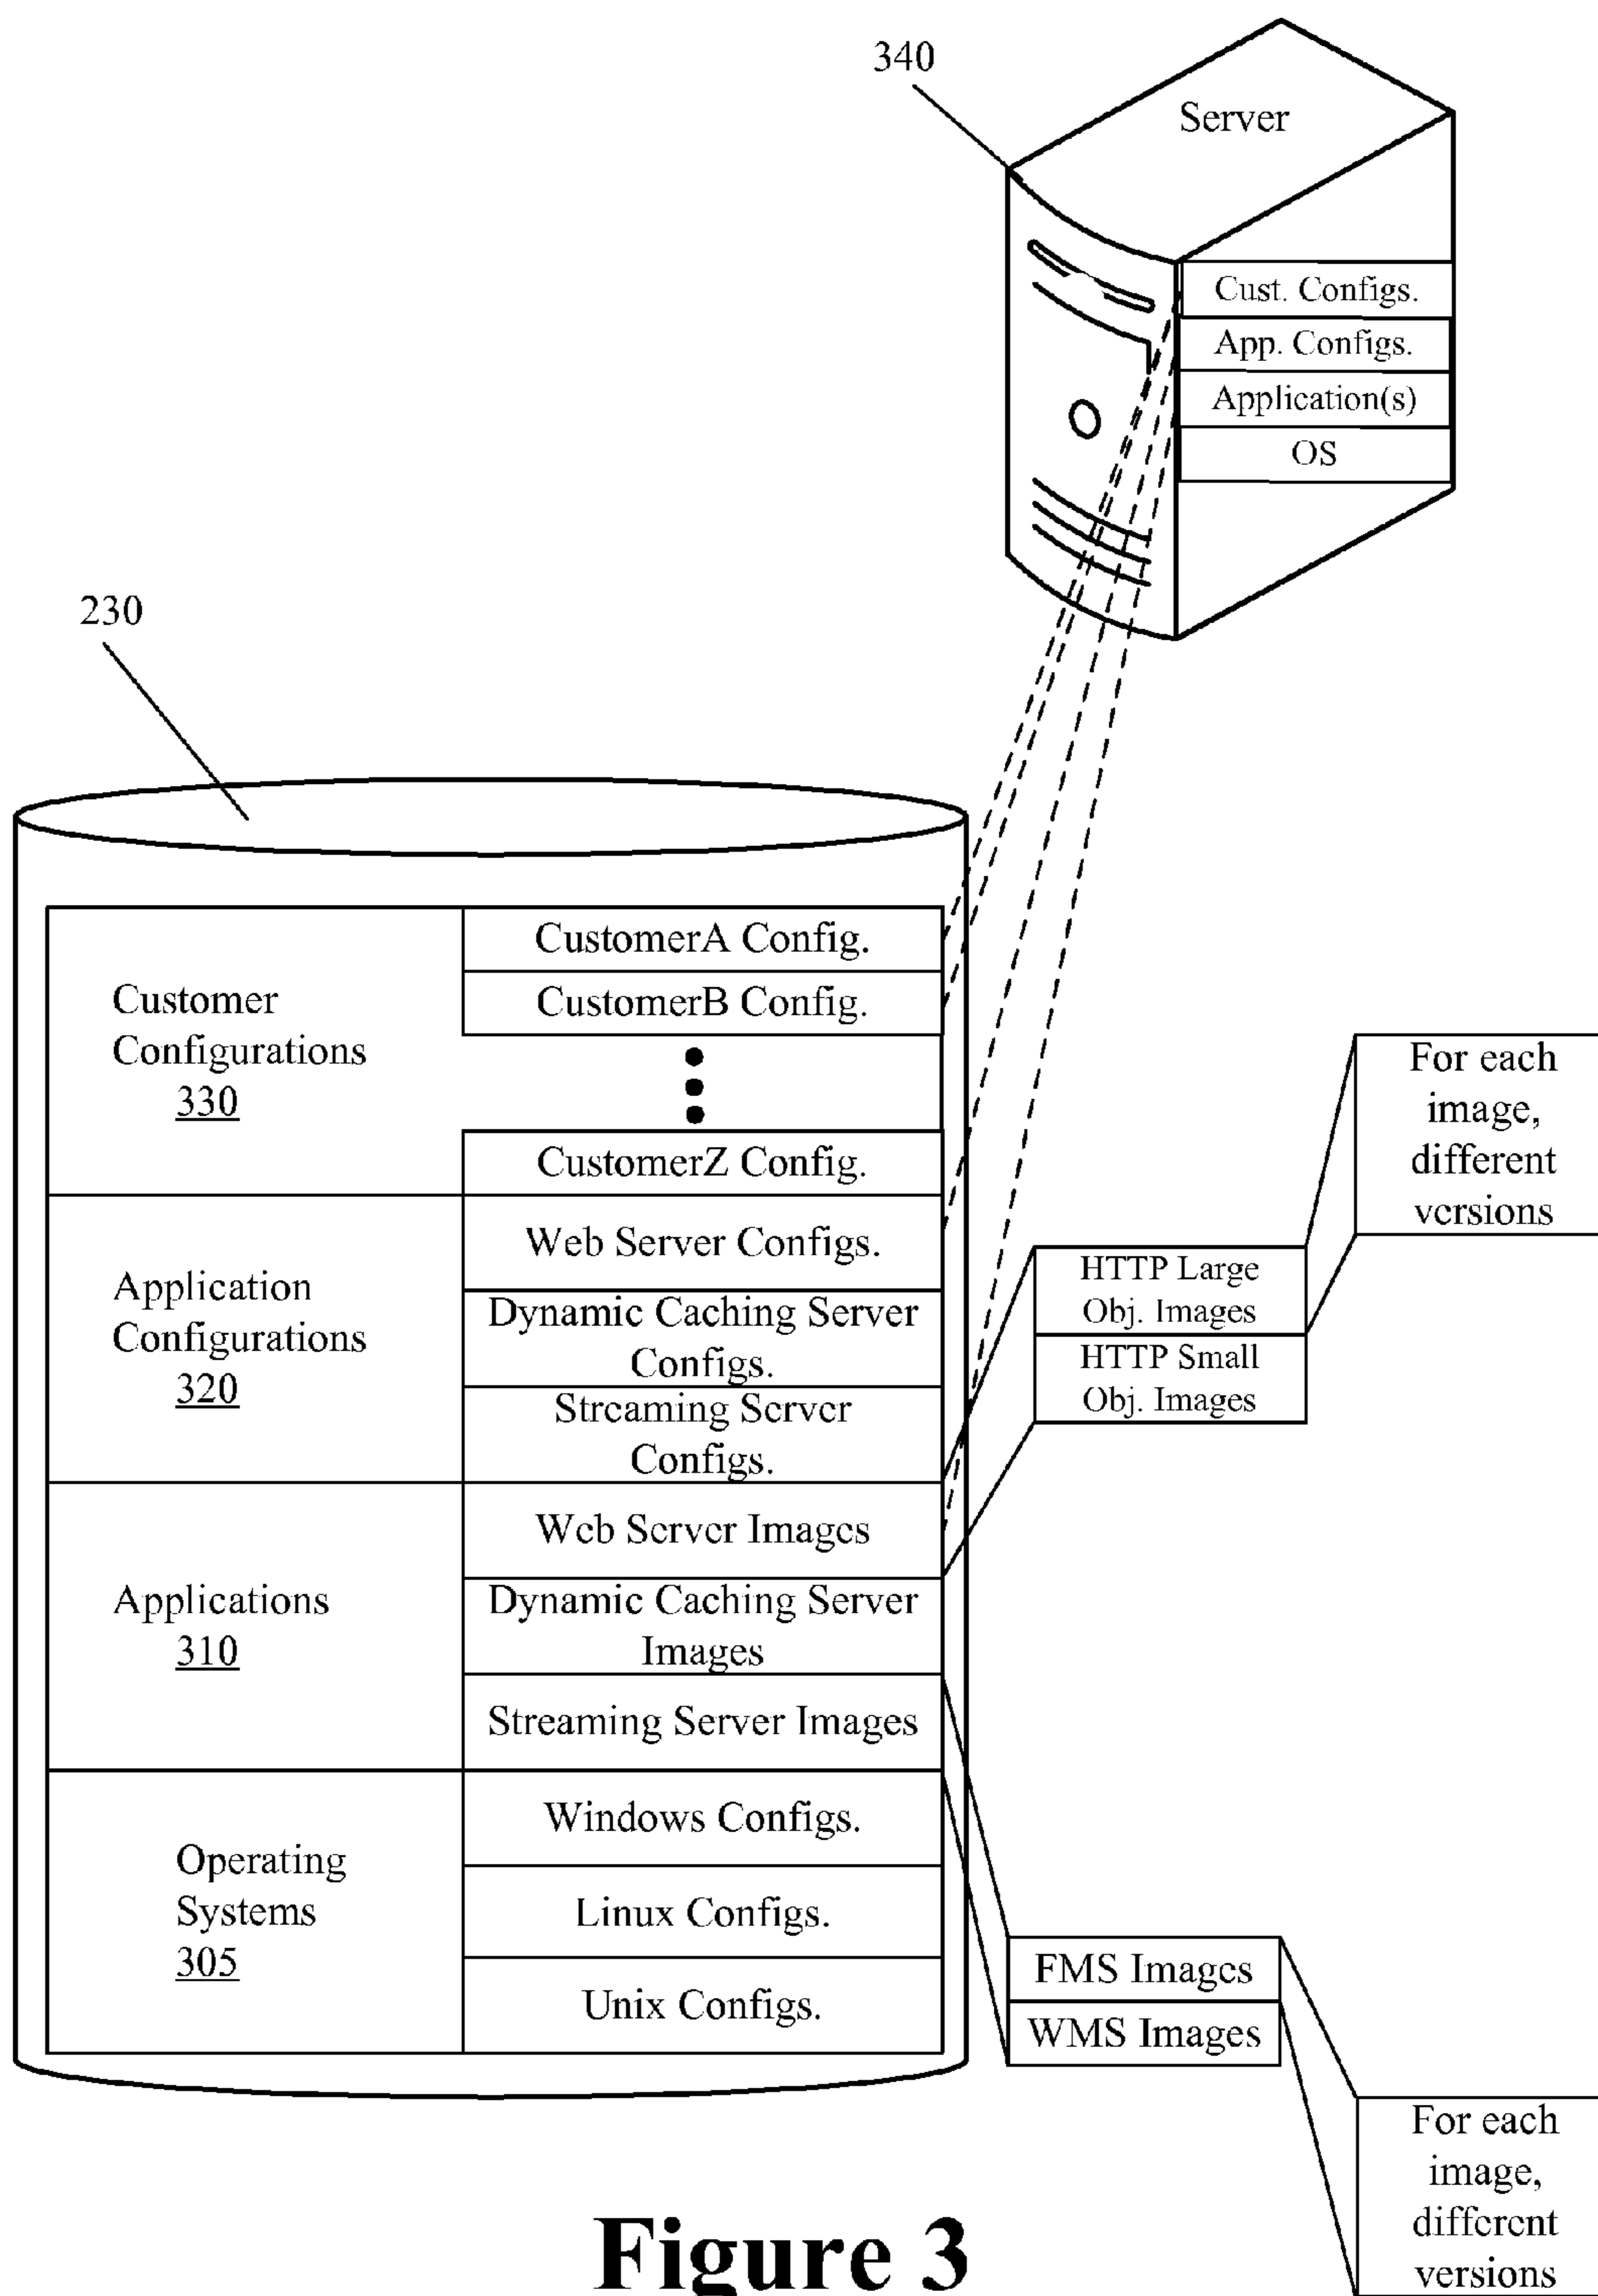 340
Server
Cust. Configs.
App. Configs.
Application(s)
OS
230
Customer
Configurations
330
CustomerA Config.
CustomerB Config.
CustomerZ Config.
Application
Configurations
320
Web Server Configs.
Dynamic Caching Server
Configs.
Streaming Server
Configs.
Applications
310
Web Server Images
Dynamic Caching Server
Images
Streaming Server Images
Operating
Systems
305
Windows Configs.
Linux Configs.
Unix Configs.
HTTP Large
Obj. Images
HTTP Small
Obj. Images
For each
image,
different
versions
FMS Images
WMS Images
For each
image,
different
versions
Figure 3